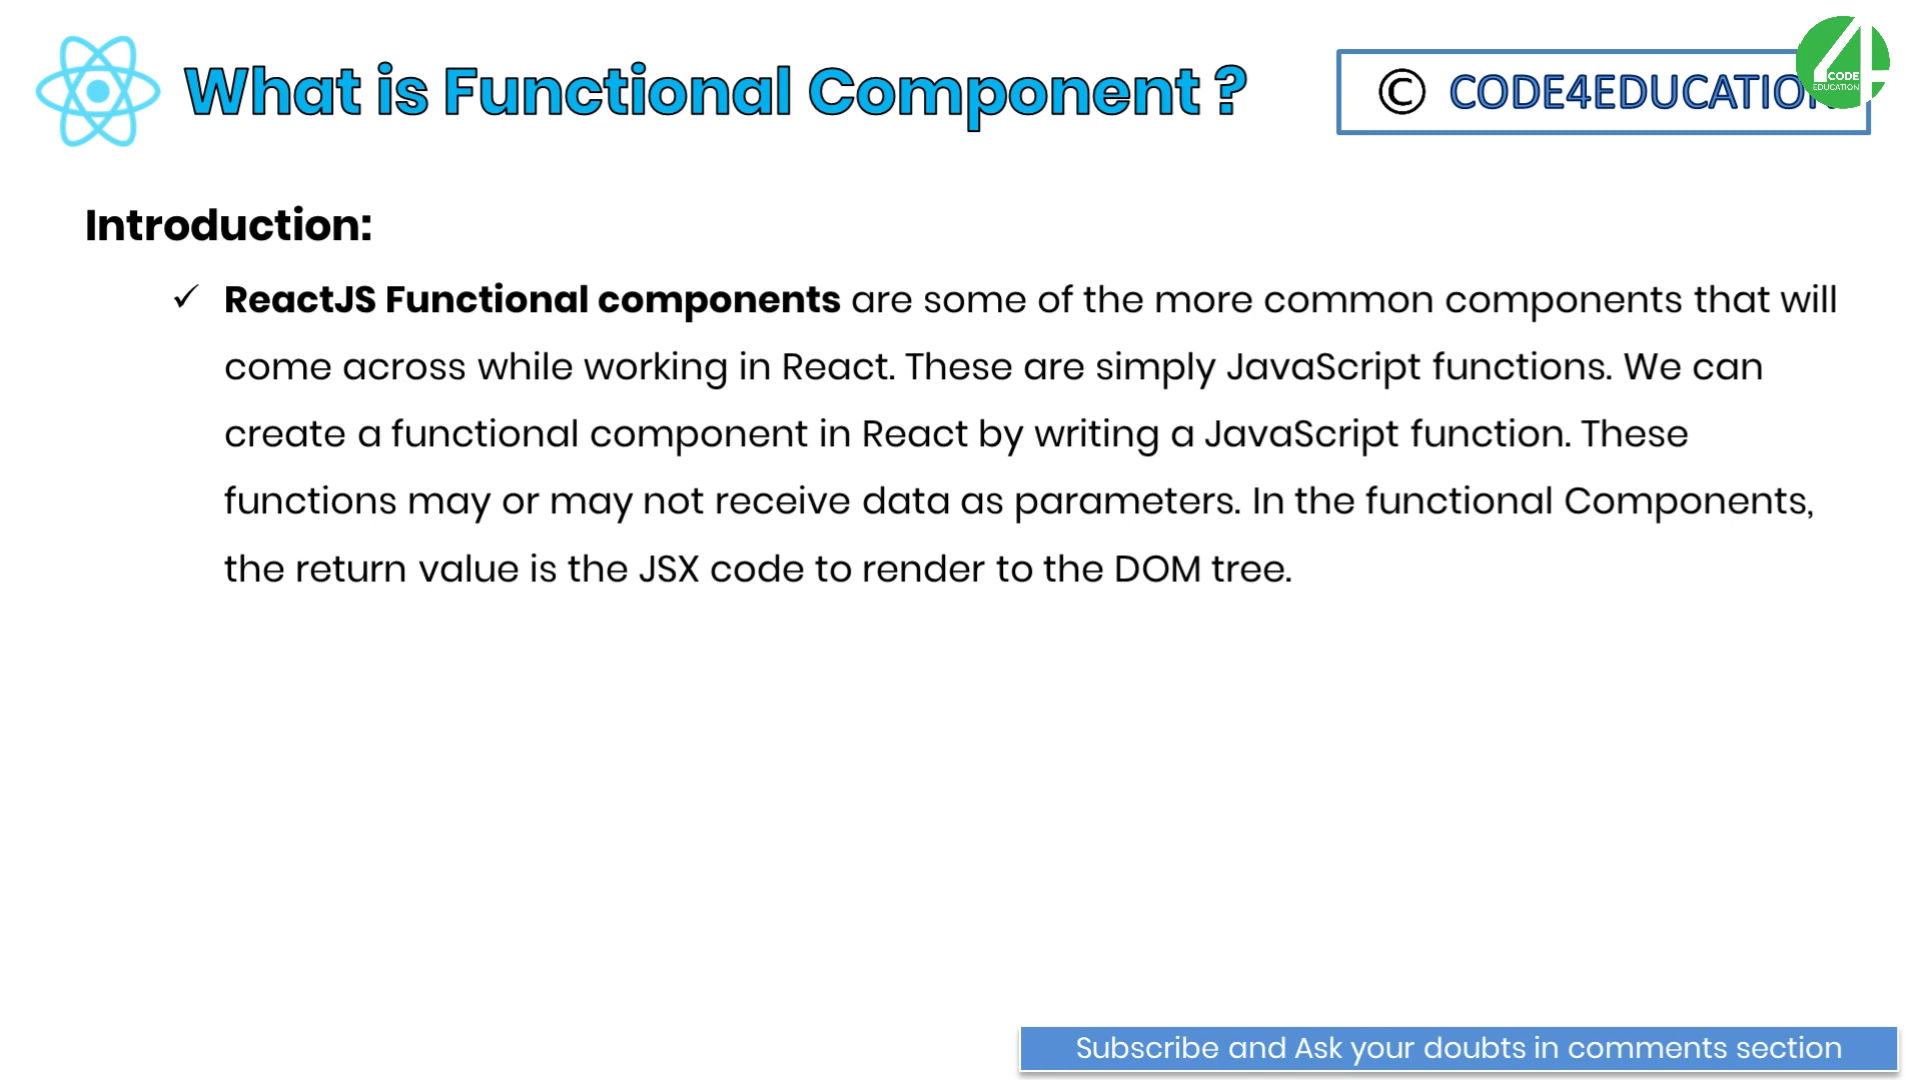 What is Functional Component ?
© CODE4EDUCATION
CODE
EDUCATION
Introduction:
✓ ReactJS Functional components are some of the more common components that will
come across while working in React. These are simply JavaScript functions. We can
create a functional component in React by writing a JavaScript function. These
functions may or may not receive data as parameters. In the functional Components,
the return value is the JSX code to render to the DOM tree.
Subscribe and Ask your doubts in comments section